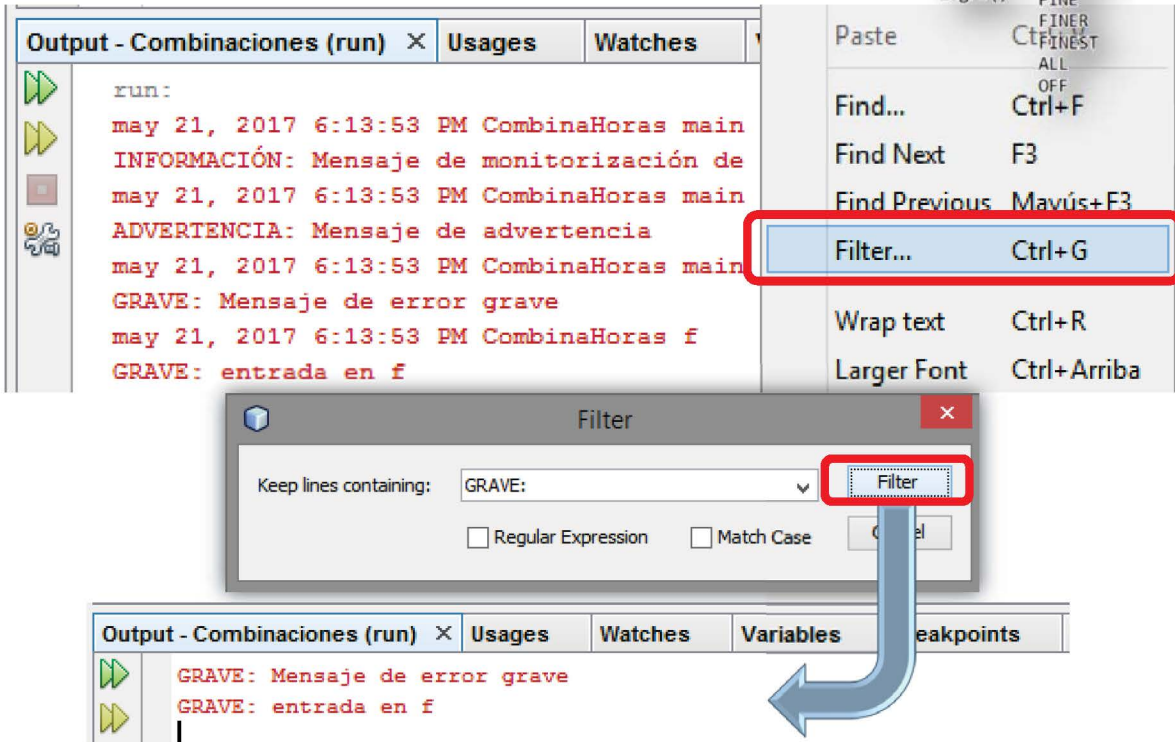 FINE
FINER
FINEST
ALL
OFF
Output - Combinaciones (run) × Usages Watches
run:
may 21, 2017 6:13:53 PM CombinaHoras main
INFORMACIÓN: Mensaje de monitorización de
may 21, 2017 6:13:53 PM CombinaHoras main
ADVERTENCIA: Mensaje de advertencia
may 21, 2017 6:13:53 PM CombinaHoras main
GRAVE: Mensaje de error grave
may 21, 2017 6:13:53 PM CombinaHoras f
GRAVE: entrada en f
Paste
Find... Ctrl+F
Find Next F3
Find Previous Mayús+F3
Filter... Ctrl+G
Wrap text Ctrl+R
Larger Font Ctrl+Arriba
Filter
Keep lines containing: GRAVE: Filter
Regular Expression Match Case
Output - Combinaciones (run) × Usages Watches Variables
GRAVE: Mensaje de error grave
GRAVE: entrada en f